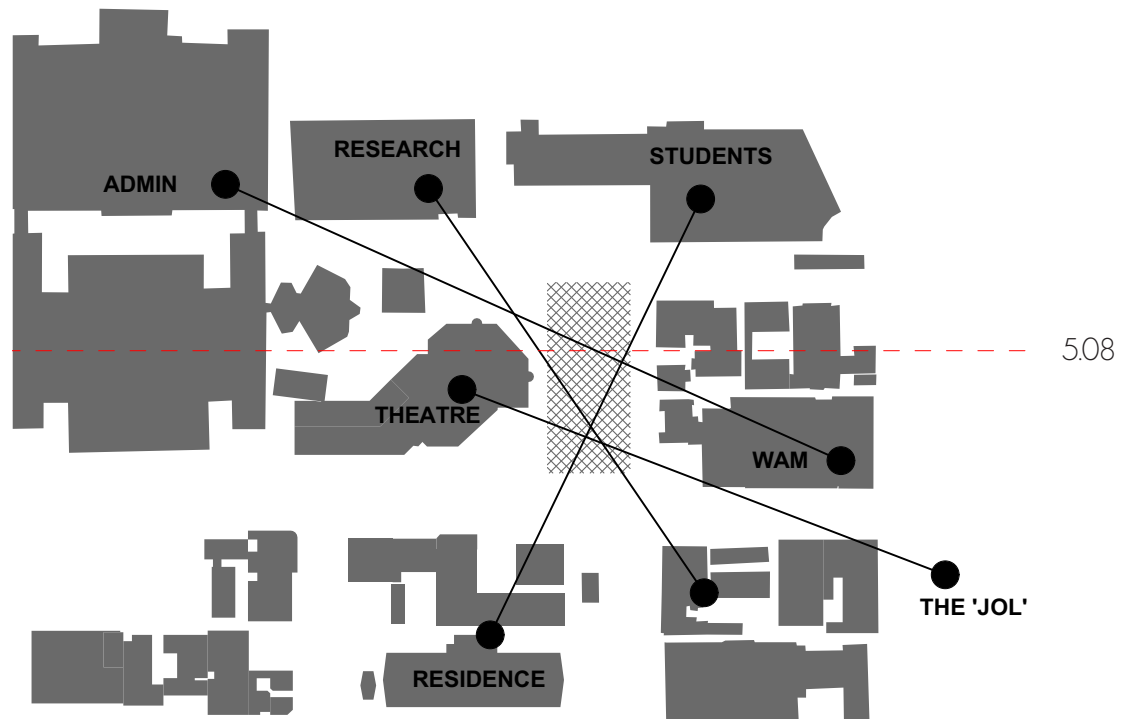 RESEARCH
STUDENTS
ADMIN
5.08
THEATRE
WAM
THE 'JOL'
RESIDENCE